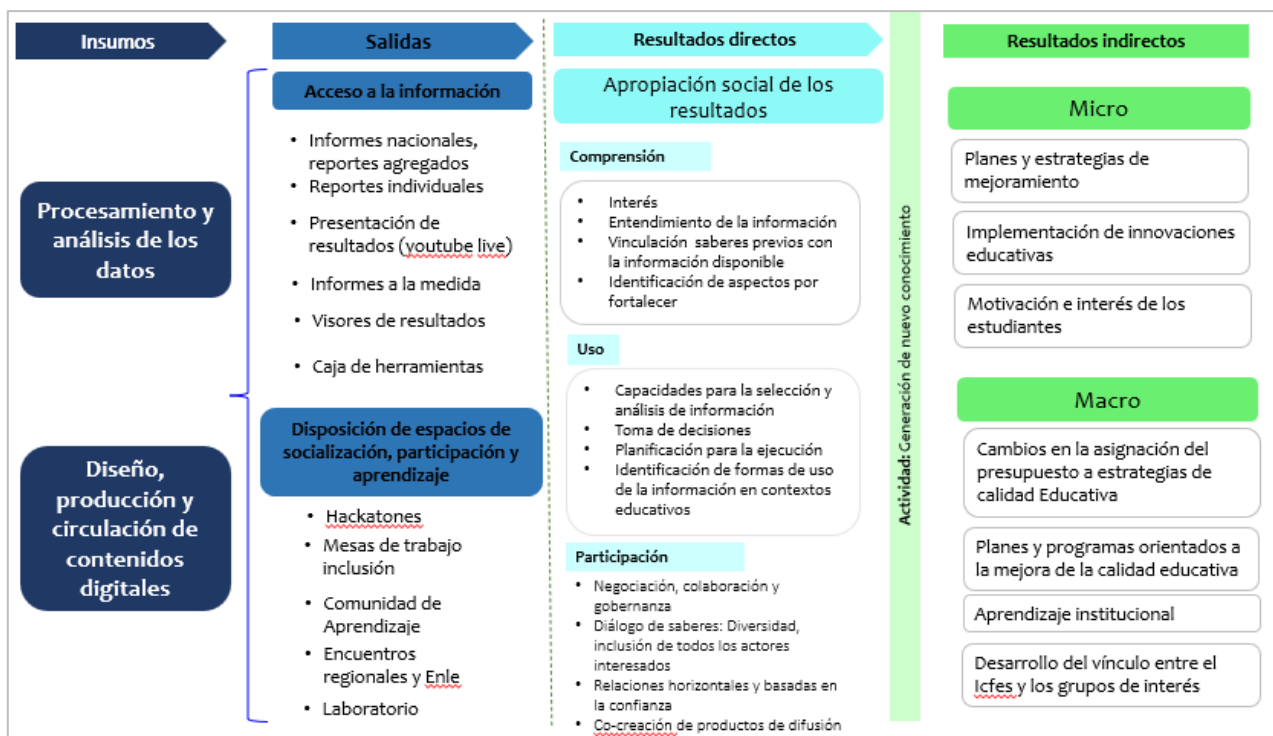 Insumos
Procesamiento y
análisis de los
datos
Diseño,
producción y
circulación de
contenidos
digitales
Salidas
Acceso a la información
• Informes nacionales,
reportes agregados
• Reportes individuales
• Presentación de
resultados (youtube live)
• Informes a la medida
• Visores de resultados
• Caja de herramientas
Disposición de espacios de
socialización, participación y
aprendizaje
• Hackatones
• Mesas de trabajo
inclusión
• Comunidad de
Aprendizaje
• Encuentros
regionales y Enle
• Laboratorio
Resultados directos
Apropiación social de los
resultados
Comprensión
• Interés
• Entendimiento de la información
• Vinculación saberes previos con
la información disponible
• Identificación de aspectos por
fortalecer
Uso
• Capacidades para la selección y
análisis de información
• Toma de decisiones
• Planificación para la ejecución
• Identificación de formas de uso
de la información en contextos
educativos
Participación
• Negociación, colaboración y
gobernanza
• Diálogo de saberes: Diversidad,
inclusión de todos los actores
interesados
• Relaciones horizontales y basadas en
la confianza
• Co-creación de productos de difusión
Actividad: Generación de nuevo conocimiento
Resultados indirectos
Micro
Planes y estrategias de
mejoramiento
Implementación de innovaciones
educativas
Motivación e interés de los
estudiantes
Macro
Cambios en la asignación del
presupuesto a estrategias de
calidad Educativa
Planes y programas orientados a
la mejora de la calidad educativa
Aprendizaje institucional
Desarrollo del vínculo entre el
Icfes y los grupos de interés